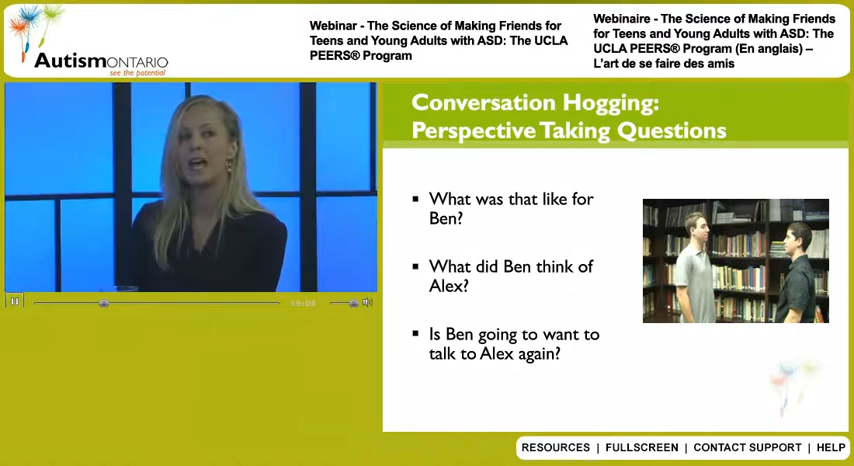 AutismONTARIO
see the potential
Webinar - The Science of Making Friends for
Teens and Young Adults with ASD: The UCLA
PEERS® Program
Webinaire - The Science of Making Friends
for Teens and Young Adults with ASD: The
UCLA PEERS® Program (En anglais) –
L'art de se faire des amis
19:08
Conversation Hogging:
Perspective Taking Questions
▪ What was that like for
Ben?
▪ What did Ben think of
Alex?
▪ Is Ben going to want to
talk to Alex again?
RESOURCES | FULLSCREEN | CONTACT SUPPORT | HELP